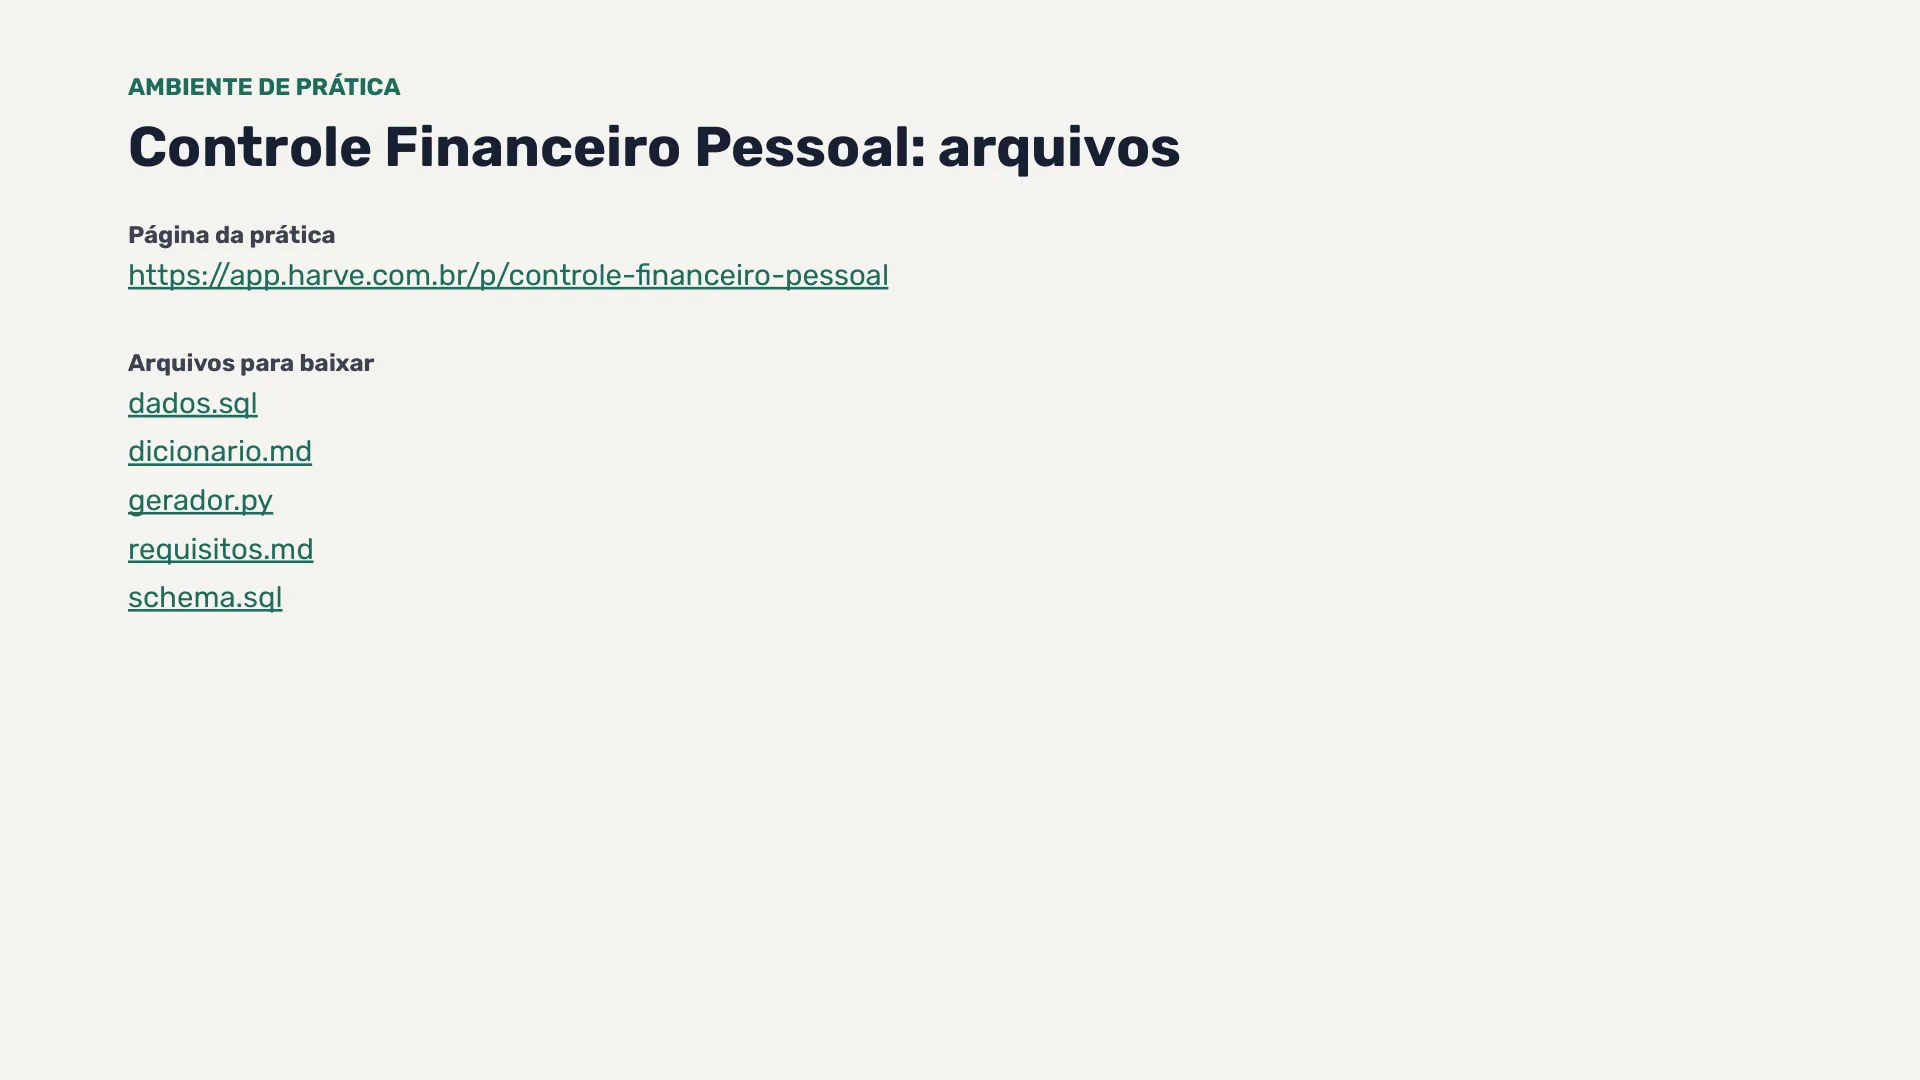 AMBIENTE DE PRÁTICA
Controle Financeiro Pessoal: arquivos
Página da prática
https://app.harve.com.br/p/controle-financeiro-pessoal
Arquivos para baixar
dados.sql
dicionario.md
gerador.py
requisitos.md
schema.sql